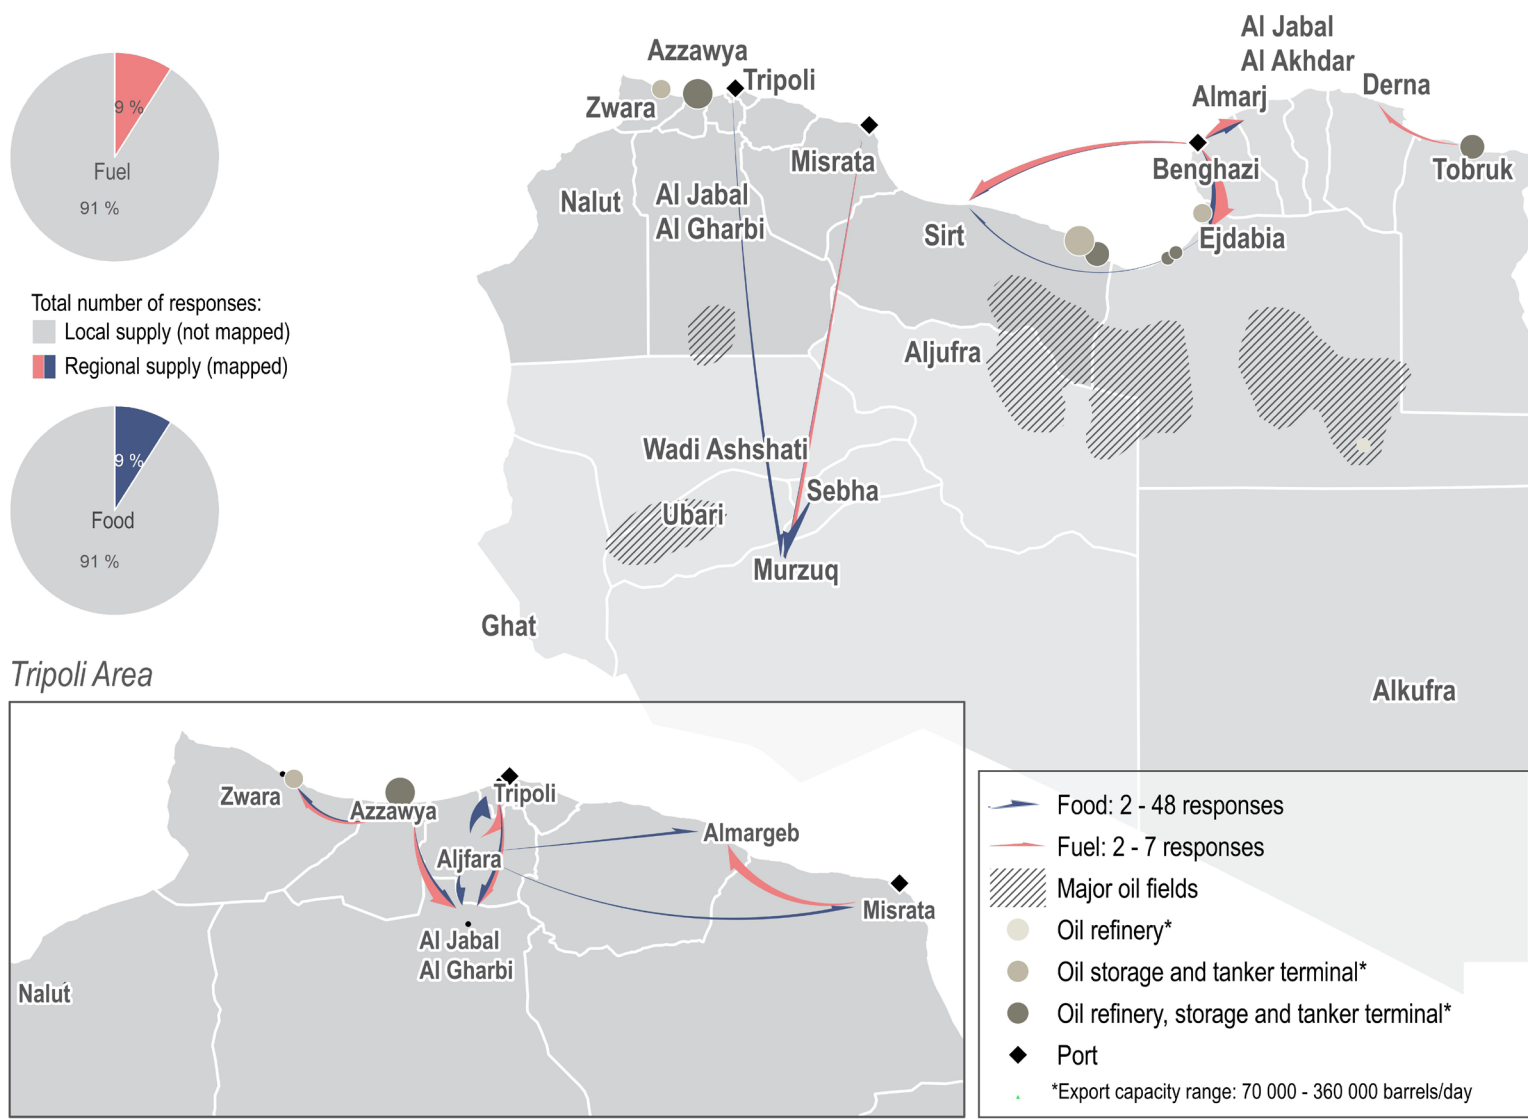 9 %
Fuel
91 %
Total number of responses:
Local supply (not mapped)
Regional supply (mapped)
9 %
Food
91 %
Azzawya
Tripoli
Zwara
Misrata
Nalut
Al Jabal
Al Gharbi
Sirt
Al Jabal
Al Akhdar
Almarj
Derna
Benghazi
Tobruk
Ejdabia
Aljufra
Wadi Ashshati
Sebha
Ubari
Murzuq
Ghat
Alkufra
Tripoli Area
Zwara
Azzawya
Tripoli
Aljfara
Almargeb
Misrata
Al Jabal
Al Gharbi
Nalut
Food: 2 - 48 responses
Fuel: 2 - 7 responses
Major oil fields
Oil refinery*
Oil storage and tanker terminal*
Oil refinery, storage and tanker terminal*
Port
*Export capacity range: 70 000 - 360 000 barrels/day